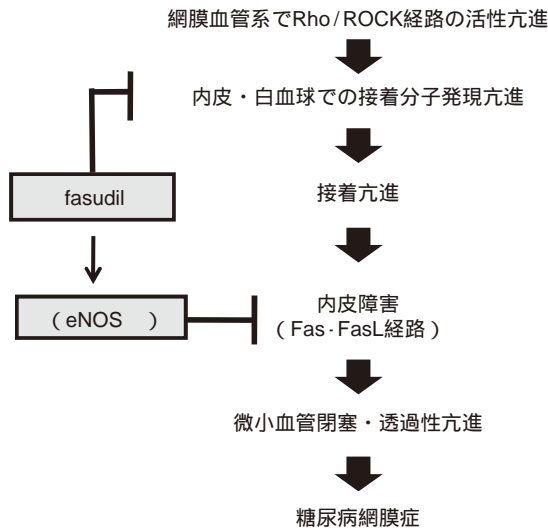 網膜血管系でRho/ROCK経路の活性亢進
内皮・白血球での接着分子発現亢進
fasudil
接着亢進
(eNOS )
内皮障害
(Fas-FasL経路)
微小血管閉塞・透過性亢進
糖尿病網膜症